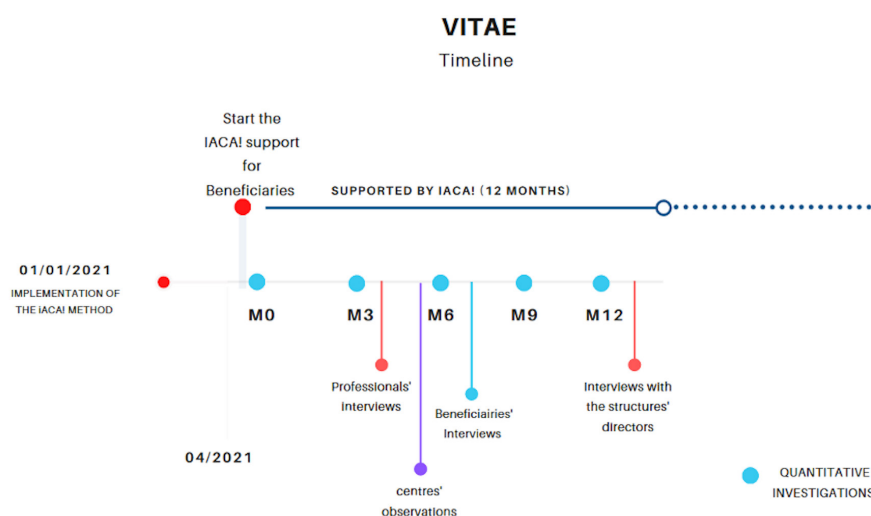 VITAE
Timeline
Start the
IACA! support
for
Beneficiaries
SUPPORTED BY IACA! (12 MONTHS)
01/01/2021
IMPLEMENTATION OF
THE iACA! METHOD
M0
M3
M6
M9
M12
Professionals'
interviews
Beneficiairies'
Interviews
Interviews with
the structures'
directors
04/2021
centres'
observations
QUANTITATIVE
INVESTIGATIONS